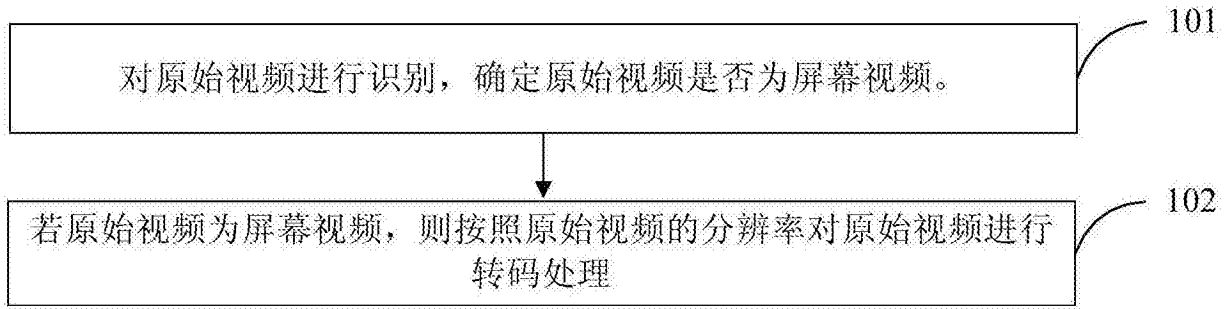 101
对原始视频进行识别，确定原始视频是否为屏幕视频。
102
若原始视频为屏幕视频，则按照原始视频的分辨率对原始视频进行
转码处理